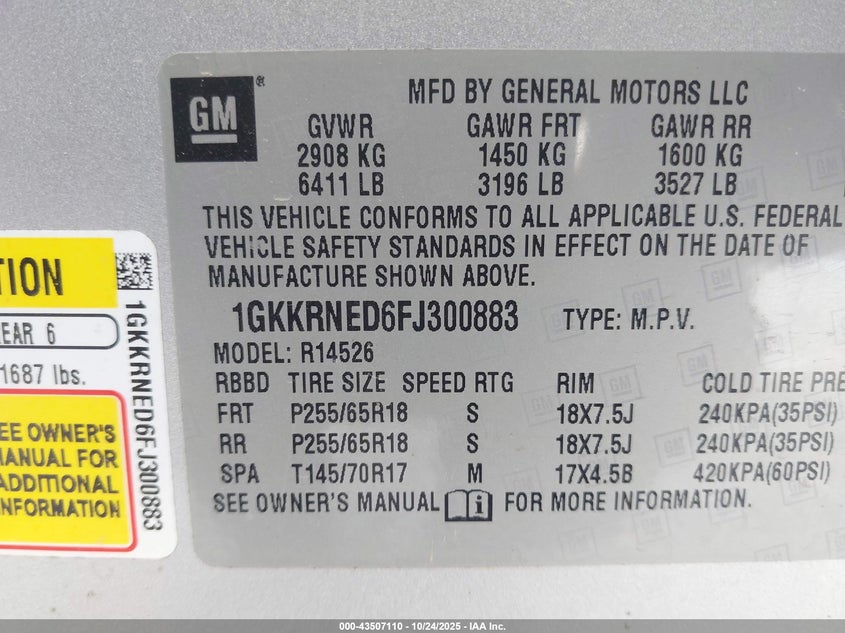 GM
®
MFD BY GENERAL MOTORS LLC
GVWR GAWR FRT GAWR RR
2908 KG 1450 KG 1600 KG
6411 LB 3196 LB 3527 LB
THIS VEHICLE CONFORMS TO ALL APPLICABLE U.S. FEDERAL
VEHICLE SAFETY STANDARDS IN EFFECT ON THE DATE OF
MANUFACTURE SHOWN ABOVE.
1GKKRNED6FJ300883 TYPE: M.P.V.
MODEL: R14526
RBBD TIRE SIZE SPEED RTG RIM COLD TIRE PRE
FRT P255/65R18 S 18X7.5J 240KPA(35PSI)
RR P255/65R18 S 18X7.5J 240KPA(35PSI)
SPA T145/70R17 M 17X4.5B 420KPA(60PSI)
SEE OWNER'S MANUAL i FOR MORE INFORMATION.
TION
EAR 6
1687 lbs.
EE OWNER'S
MANUAL FOR
ADDITIONAL
NFORMATION
1GKKRNED6FJ300883
000-43507110 - 10/24/2025 - IAA Inc.